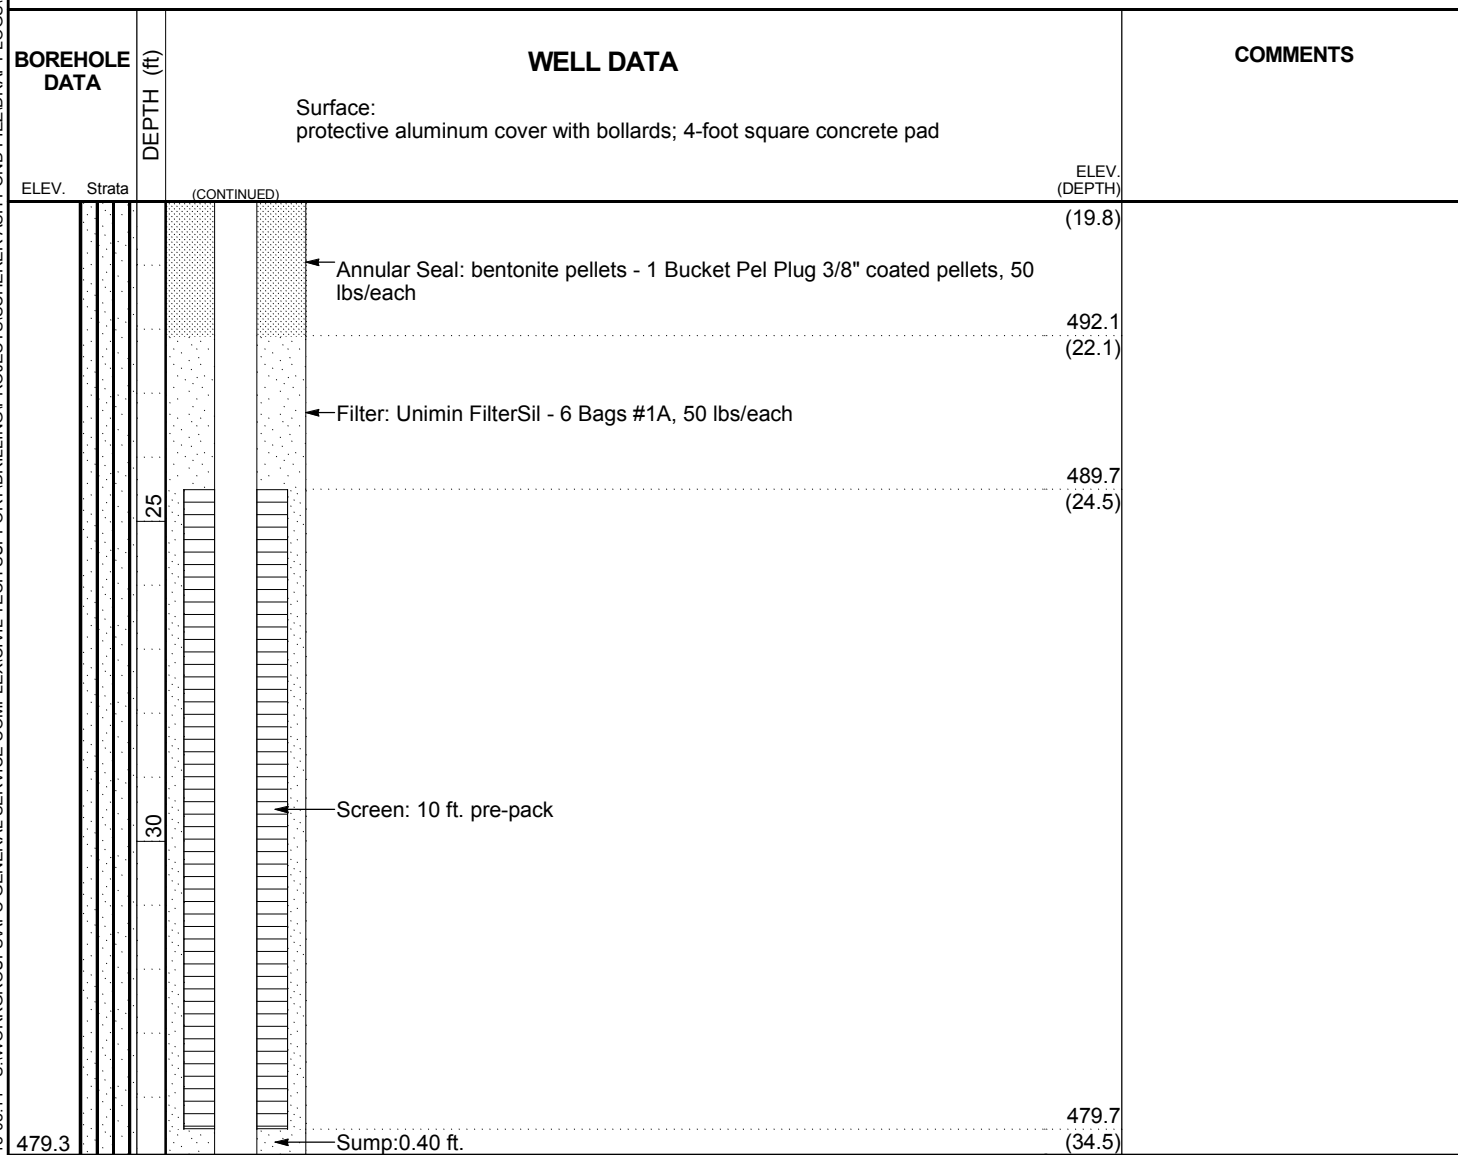 BOREHOLE
DATA
DEPTH (ft)
WELL DATA
COMMENTS
Surface:
protective aluminum cover with bollards; 4-foot square concrete pad
ELEV. Strata
(CONTINUED)
ELEV.
(DEPTH)
(19.8)
Annular Seal: bentonite pellets - 1 Bucket Pel Plug 3/8" coated pellets, 50
lbs/each
492.1
(22.1)
Filter: Unimin FilterSil - 6 Bags #1A, 50 lbs/each
489.7
(24.5)
25
Screen: 10 ft. pre-pack
30
479.7
(34.5)
Sump:0.40 ft.
479.3